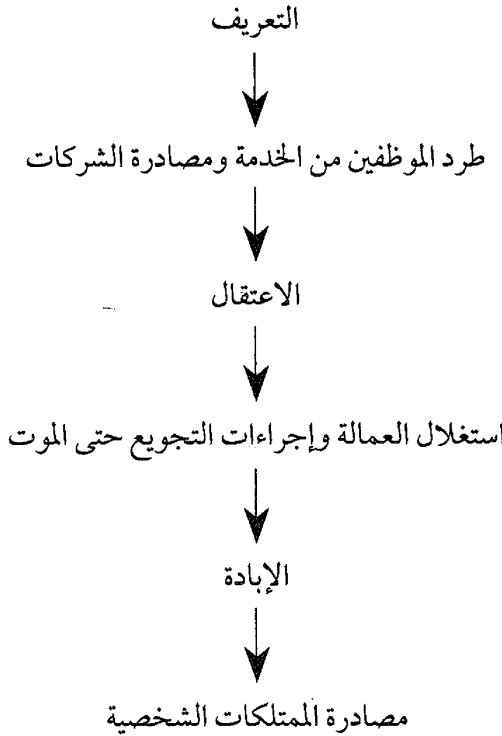 التعريف
طرد الموظفين من الخدمة ومصادرة الشركات
الاعتقال
استغلال العمالة وإجراءات التجويع حتى الموت
الإبادة
مصادرة الممتلكات الشخصية